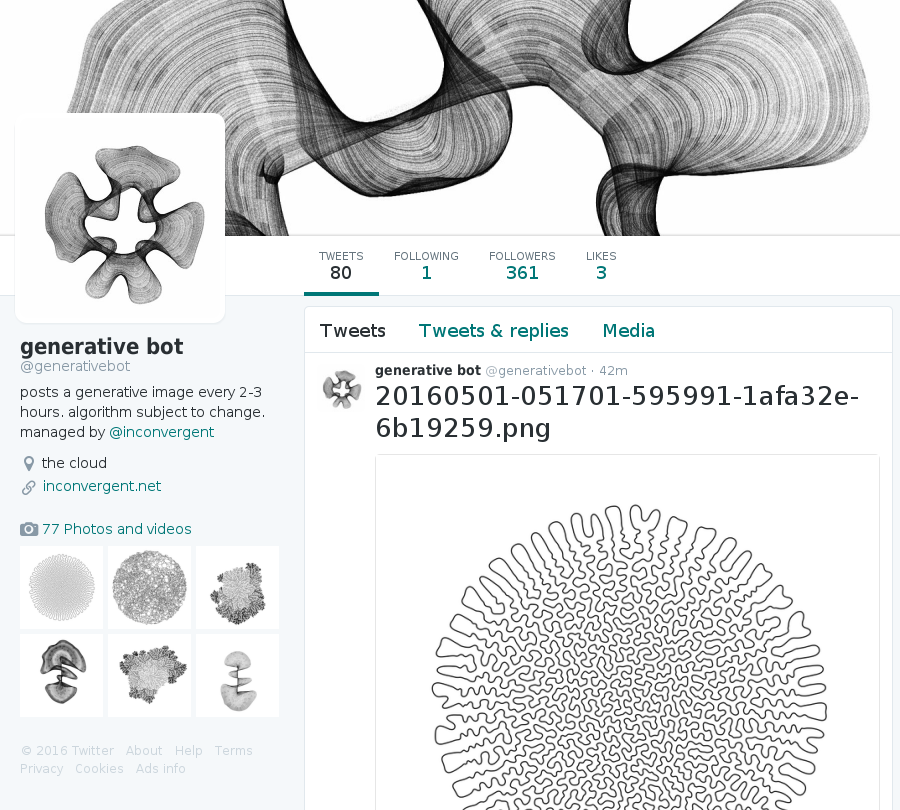 TWEETS FOLLOWING FOLLOWERS LIKES
80 1 361 3
generative bot
@generativebot
posts a generative image every 2-3
hours. algorithm subject to change.
managed by @inconvergent
the cloud
inconvergent.net
77 Photos and videos
© 2016 Twitter About Help Terms
Privacy Cookies Ads info
Tweets Tweets & replies Media
generative bot @generativebot · 42m
20160501-051701-595991-1afa32e-
6b19259.png